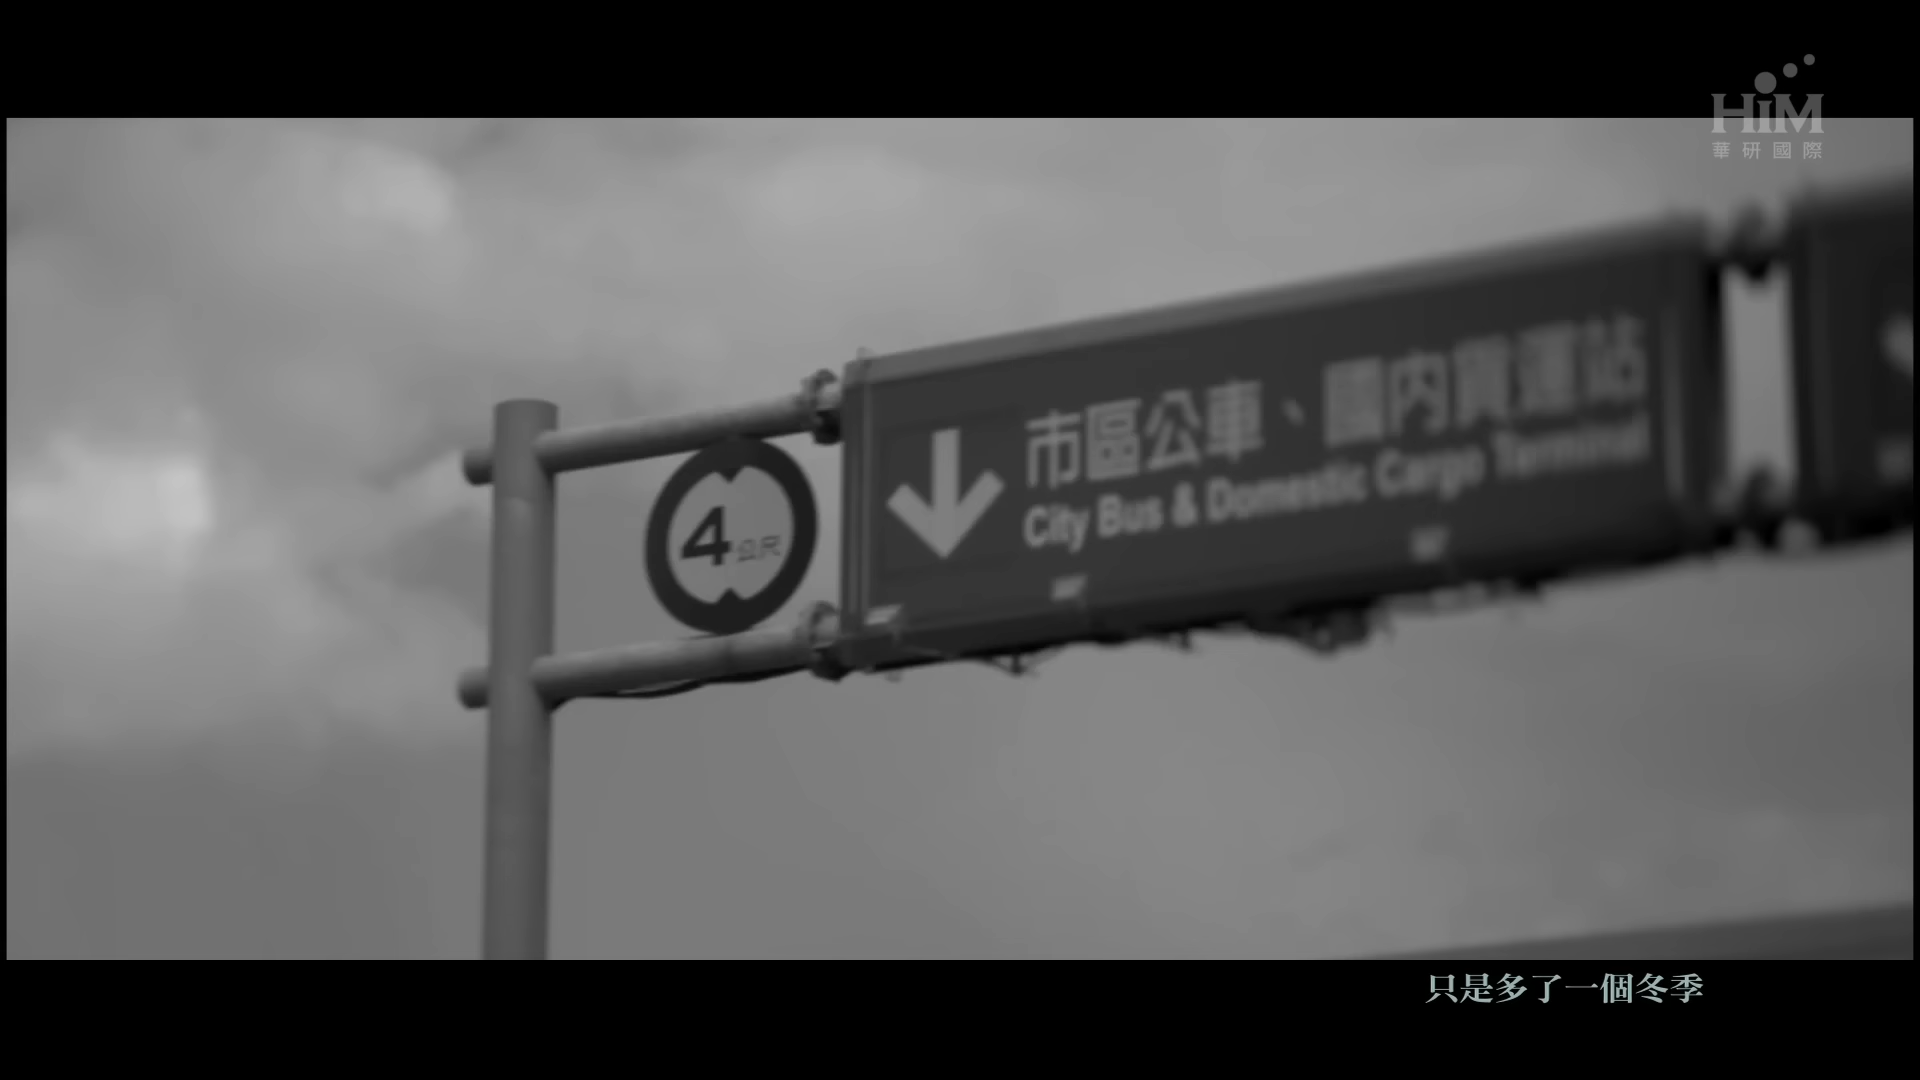 HiM
華研國際
市區公車、國內貨運站
City Bus & Domestic Cargo Terminal
4公尺
只是多了一個冬季